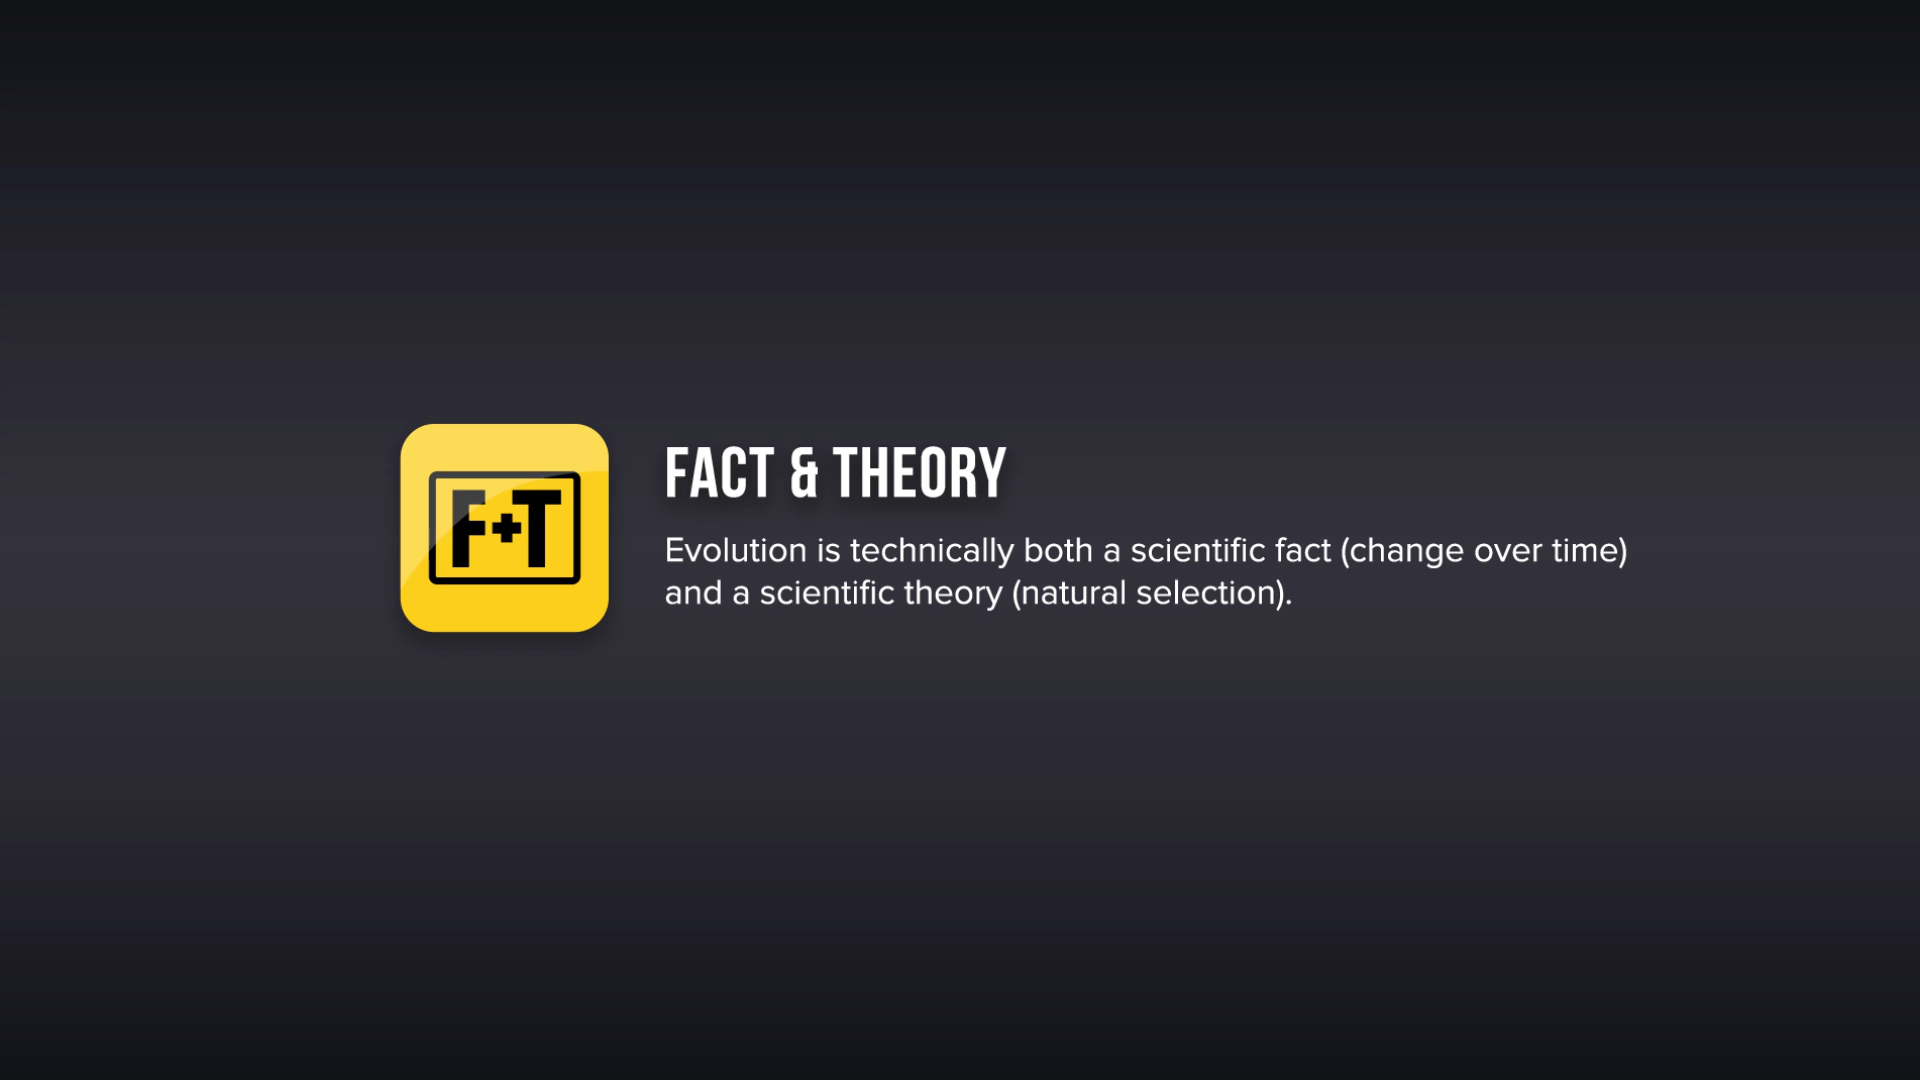 F+T
FACT & THEORY
Evolution is technically both a scientific fact (change over time)
and a scientific theory (natural selection).